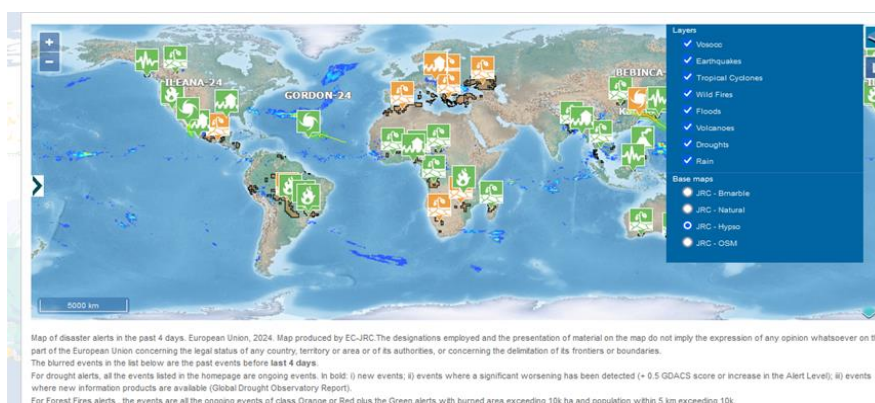 +
−
ILEANA-24
GORDON-24
BEBINCA-24
Layers
Vosocc
Earthquakes
Tropical Cyclones
Wild Fires
Floods
Volcanoes
Droughts
Rain
Base maps
JRC - Bmarble
JRC - Natural
JRC - Hypso
JRC - OSM
5000 km
Map of disaster alerts in the past 4 days. European Union, 2024. Map produced by EC-JRC.The designations employed and the presentation of material on the map do not imply the expression of any opinion whatsoever on
part of the European Union concerning the legal status of any country, territory or area or of its authorities, or concerning the delimitation of its frontiers or boundaries.
The blurred events in the list below are the past events before last 4 days.
For drought alerts, all the events listed in the homepage are ongoing events. In bold: i) new events; ii) events where a significant worsening has been detected (+ 0.5 GDACS score or increase in the Alert Level); iii) events
where new information products are available (Global Drought Observatory Report).
For Forest Fires alerts, the events are all the ongoing events of class Orange or Red plus the Green alerts with burned area exceeding 10k ha and population within 5 km exceeding 10k.